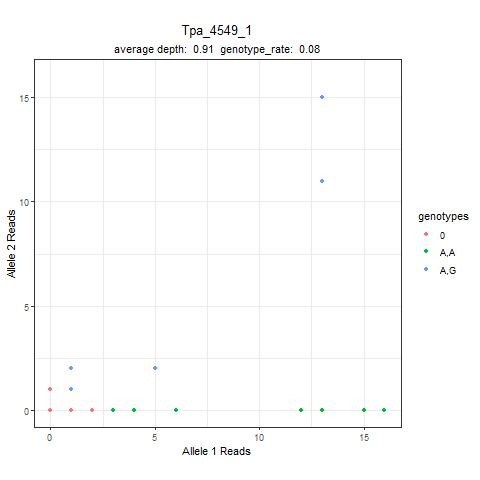 Tpa_4549_1
average depth:  0.91  genotype_rate:  0.08
15
10
5
0
Allele 2 Reads
0 5 10 15
Allele 1 Reads
genotypes
0
A,A
A,G